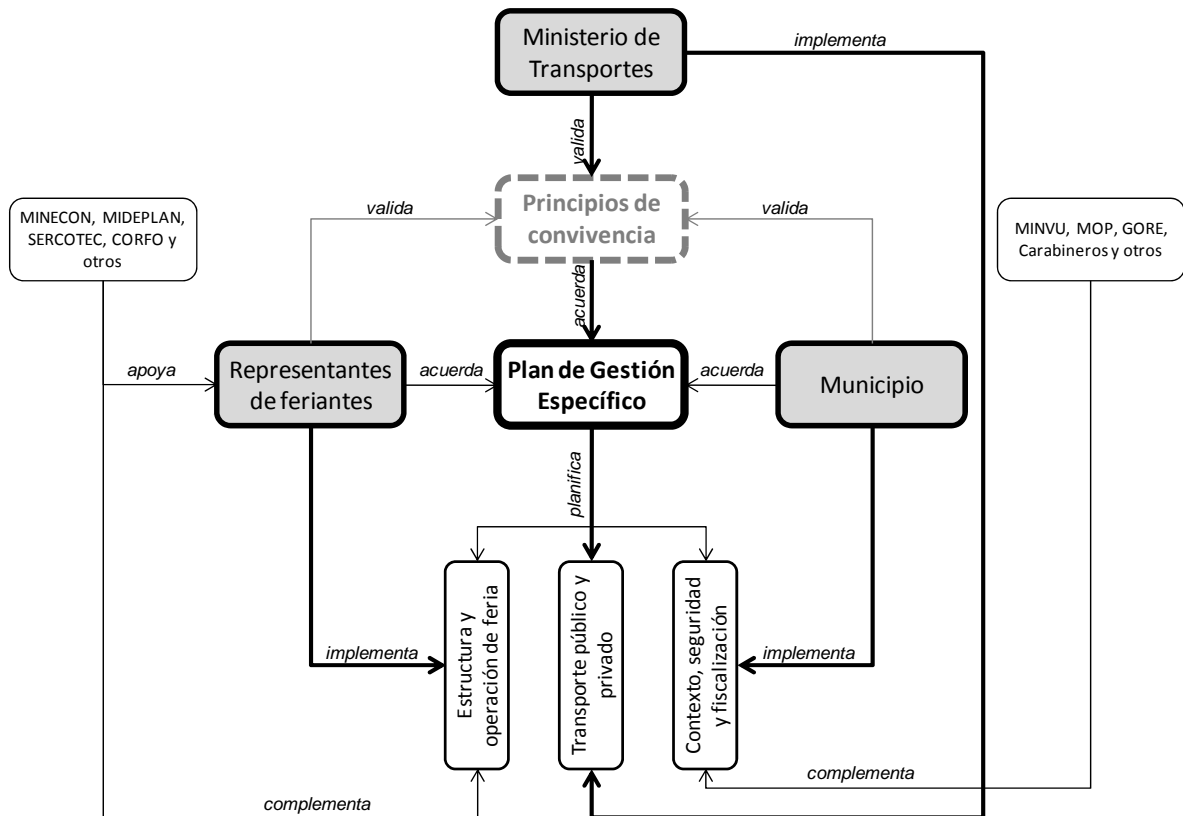 Ministerio de
Transportes
implementa
valida
Principios de
convivencia
valida
valida
MINECON, MIDEPLAN,
SERCOTEC, CORFO y
otros
MINVU, MOP, GORE,
Carabineros y otros
acuerda
apoya
Representantes
de feriantes
acuerda
Plan de Gestión
Específico
acuerda
Municipio
planifica
Estructura y
operación de feria
Transporte público y
privado
Contexto, seguridad
y fiscalización
implementa
implementa
complementa
complementa